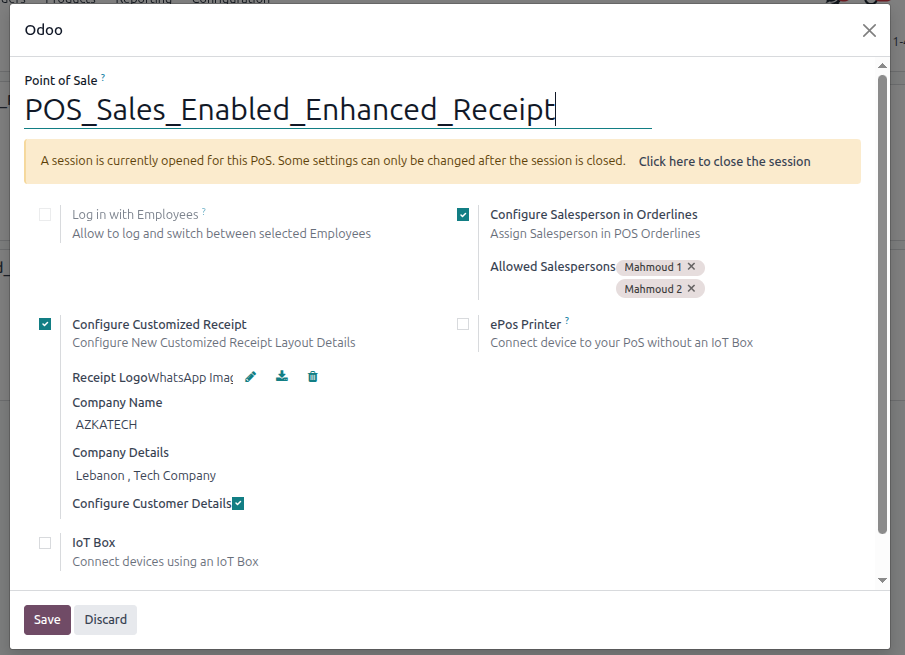 Products Reporting Configuration
Odoo
1-
Point of Sale ?
POS_Sales_Enabled_Enhanced_Receipt
A session is currently opened for this PoS. Some settings can only be changed after the session is closed. Click here to close the session
Log in with Employees ?
Allow to log and switch between selected Employees
Configure Salesperson in Orderlines
Assign Salesperson in POS Orderlines
Allowed Salespersons Mahmoud 1 ×
Mahmoud 2 ×
Configure Customized Receipt
Configure New Customized Receipt Layout Details
ePos Printer ?
Connect device to your PoS without an IoT Box
Receipt LogoWhatsApp Imag
Company Name
AZKATECH
Company Details
Lebanon , Tech Company
Configure Customer Details
IoT Box
Connect devices using an IoT Box
Save Discard